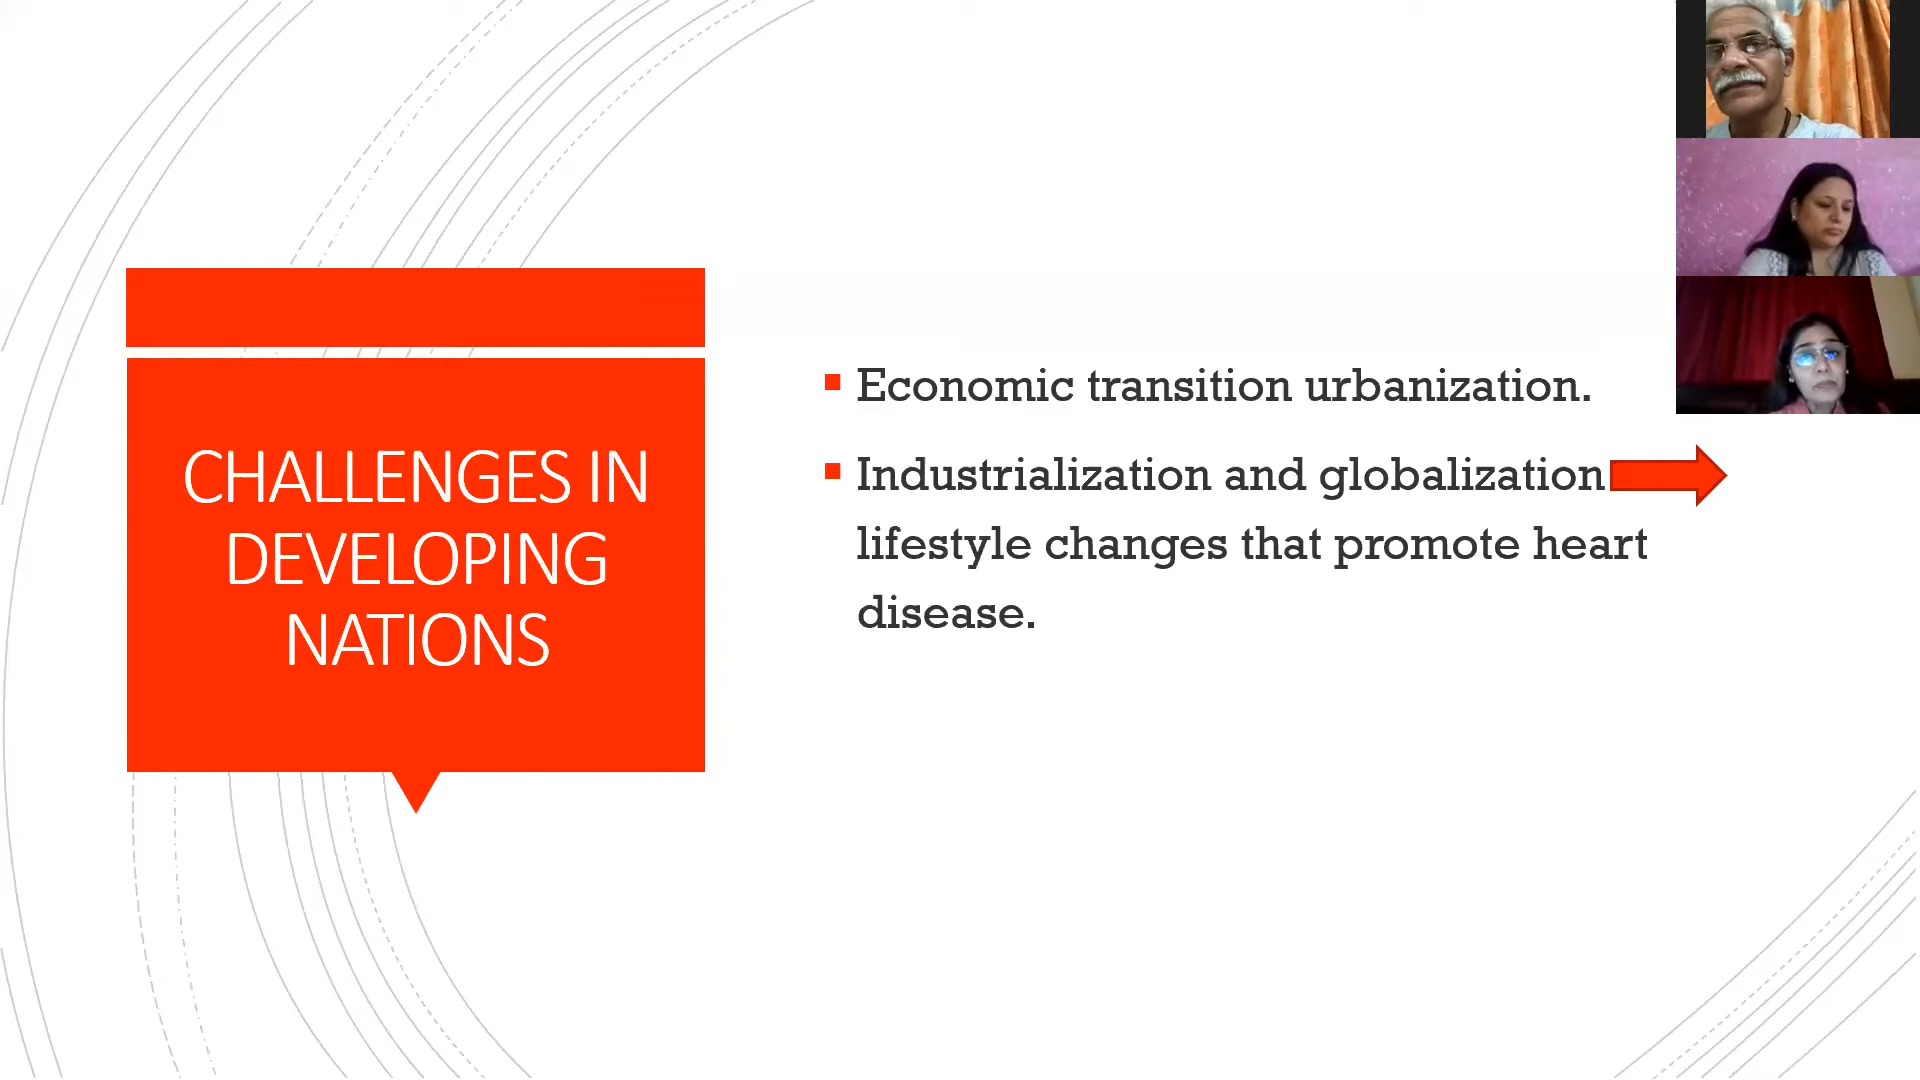 CHALLENGES IN
DEVELOPING
NATIONS
Economic transition urbanization.
Industrialization and globalization
lifestyle changes that promote heart
disease.